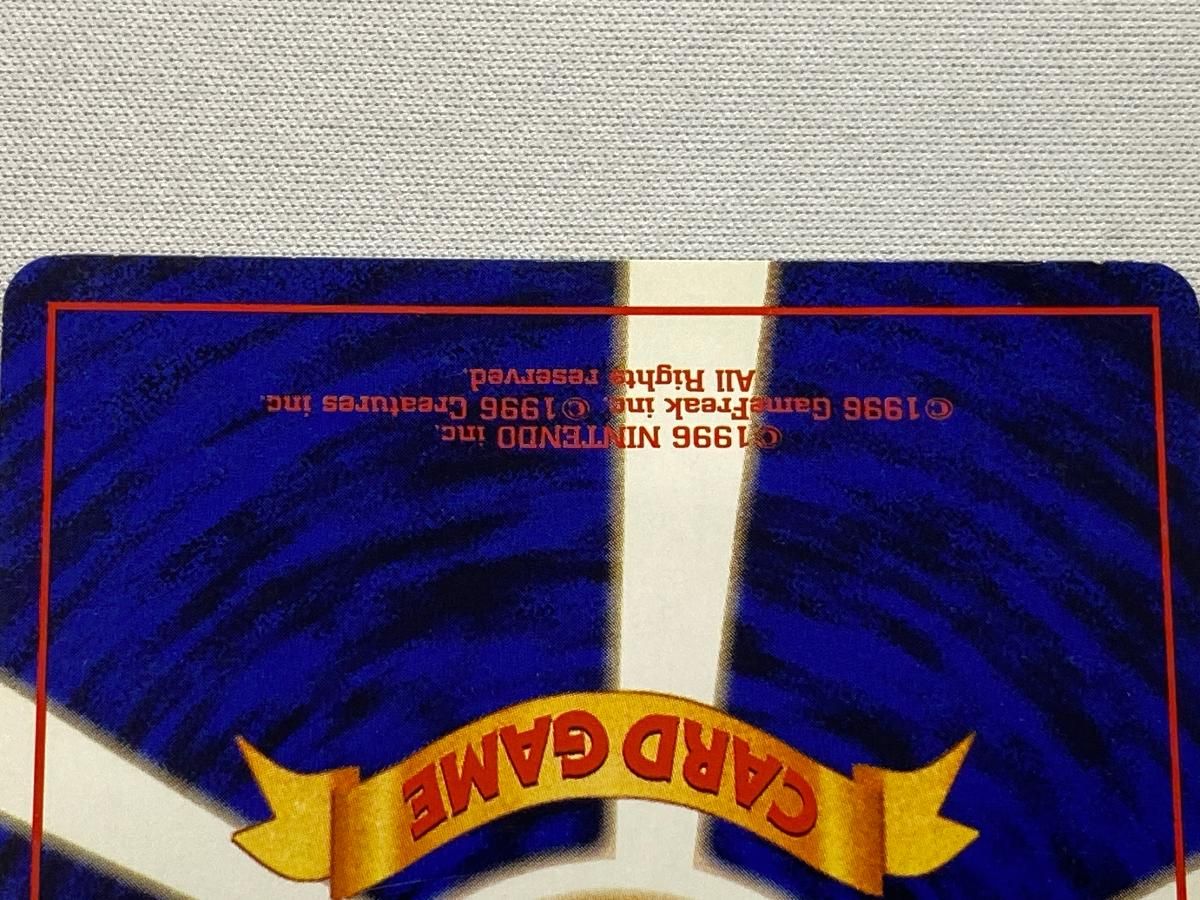 CARD GAME
©1996 NINTENDO inc.
©1996 GameFreak inc. ©1996 Creatures inc
All Rights reserved.